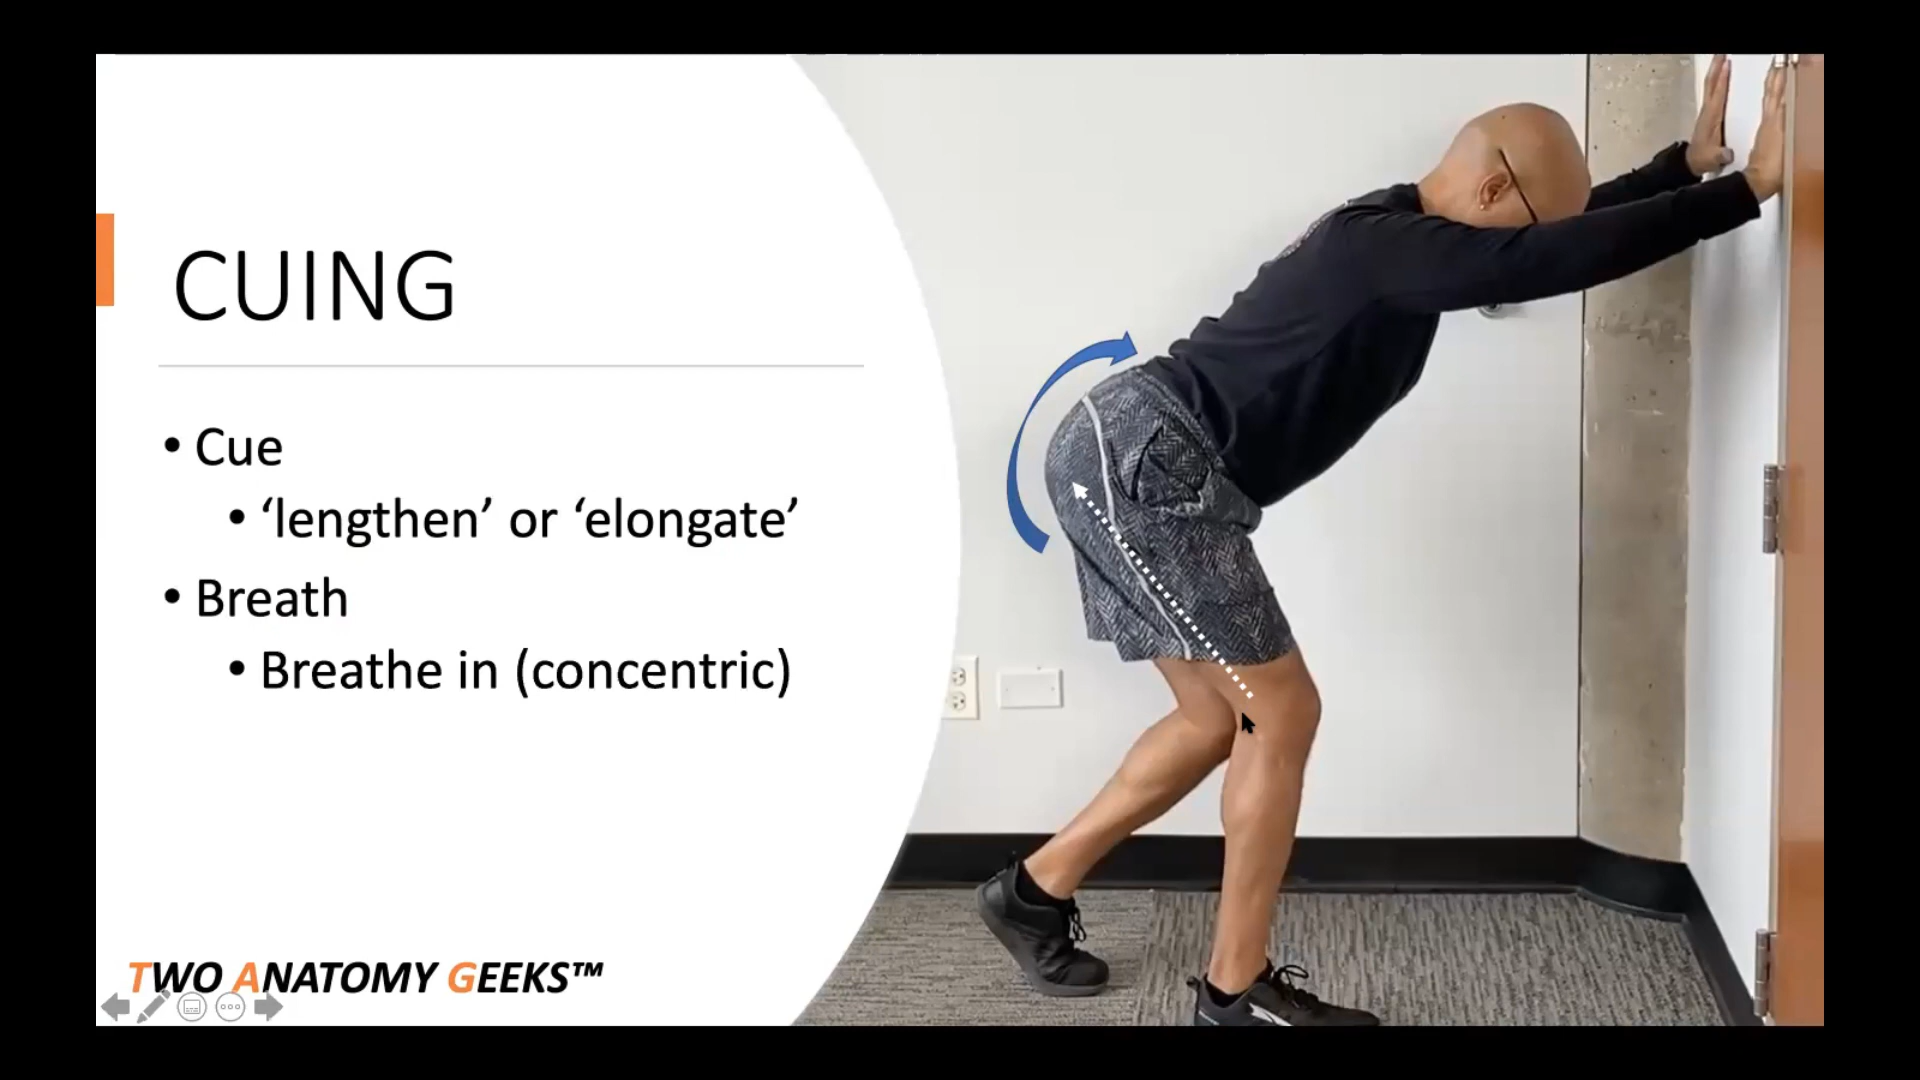 CUING
• Cue
• ‘lengthen’ or ‘elongate’
• Breath
• Breathe in (concentric)
TWO ANATOMY GEEKS™